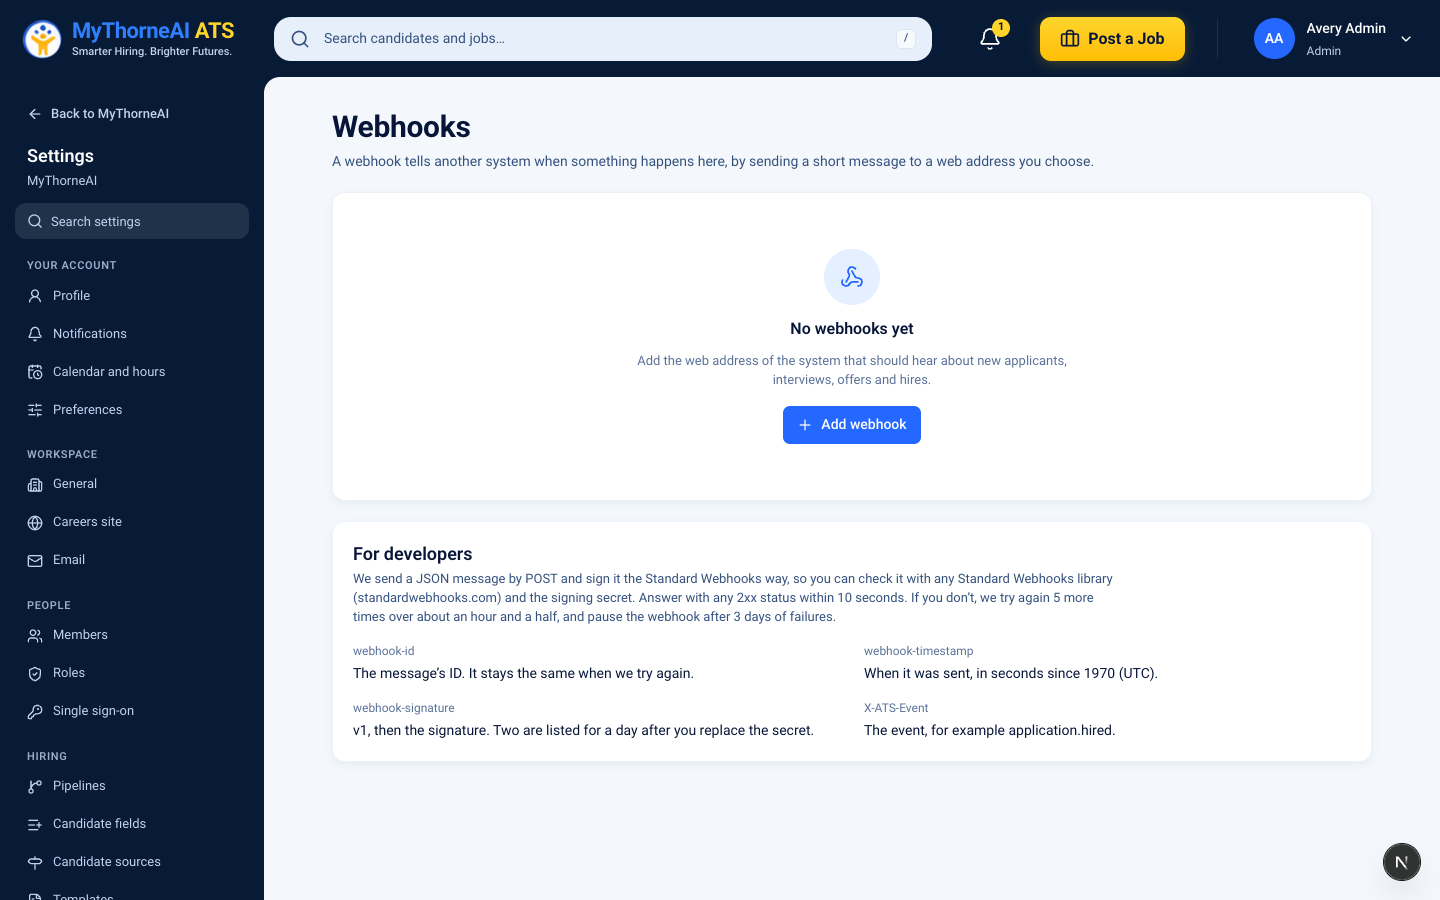 MyThorneAI ATS
Smarter Hiring. Brighter Futures.
Search candidates and jobs...
/
1
Post a Job
AA
Avery Admin
Admin
Back to MyThorneAI
Settings
MyThorneAI
Search settings
YOUR ACCOUNT
Profile
Notifications
Calendar and hours
Preferences
WORKSPACE
General
Careers site
Email
PEOPLE
Members
Roles
Single sign-on
HIRING
Pipelines
Candidate fields
Candidate sources
Templates
Webhooks
A webhook tells another system when something happens here, by sending a short message to a web address you choose.
No webhooks yet
Add the web address of the system that should hear about new applicants,
interviews, offers and hires.
Add webhook
For developers
We send a JSON message by POST and sign it the Standard Webhooks way, so you can check it with any Standard Webhooks library
(standardwebhooks.com) and the signing secret. Answer with any 2xx status within 10 seconds. If you don’t, we try again 5 more
times over about an hour and a half, and pause the webhook after 3 days of failures.
webhook-id
The message’s ID. It stays the same when we try again.
webhook-timestamp
When it was sent, in seconds since 1970 (UTC).
webhook-signature
v1, then the signature. Two are listed for a day after you replace the secret.
X-ATS-Event
The event, for example application.hired.
N